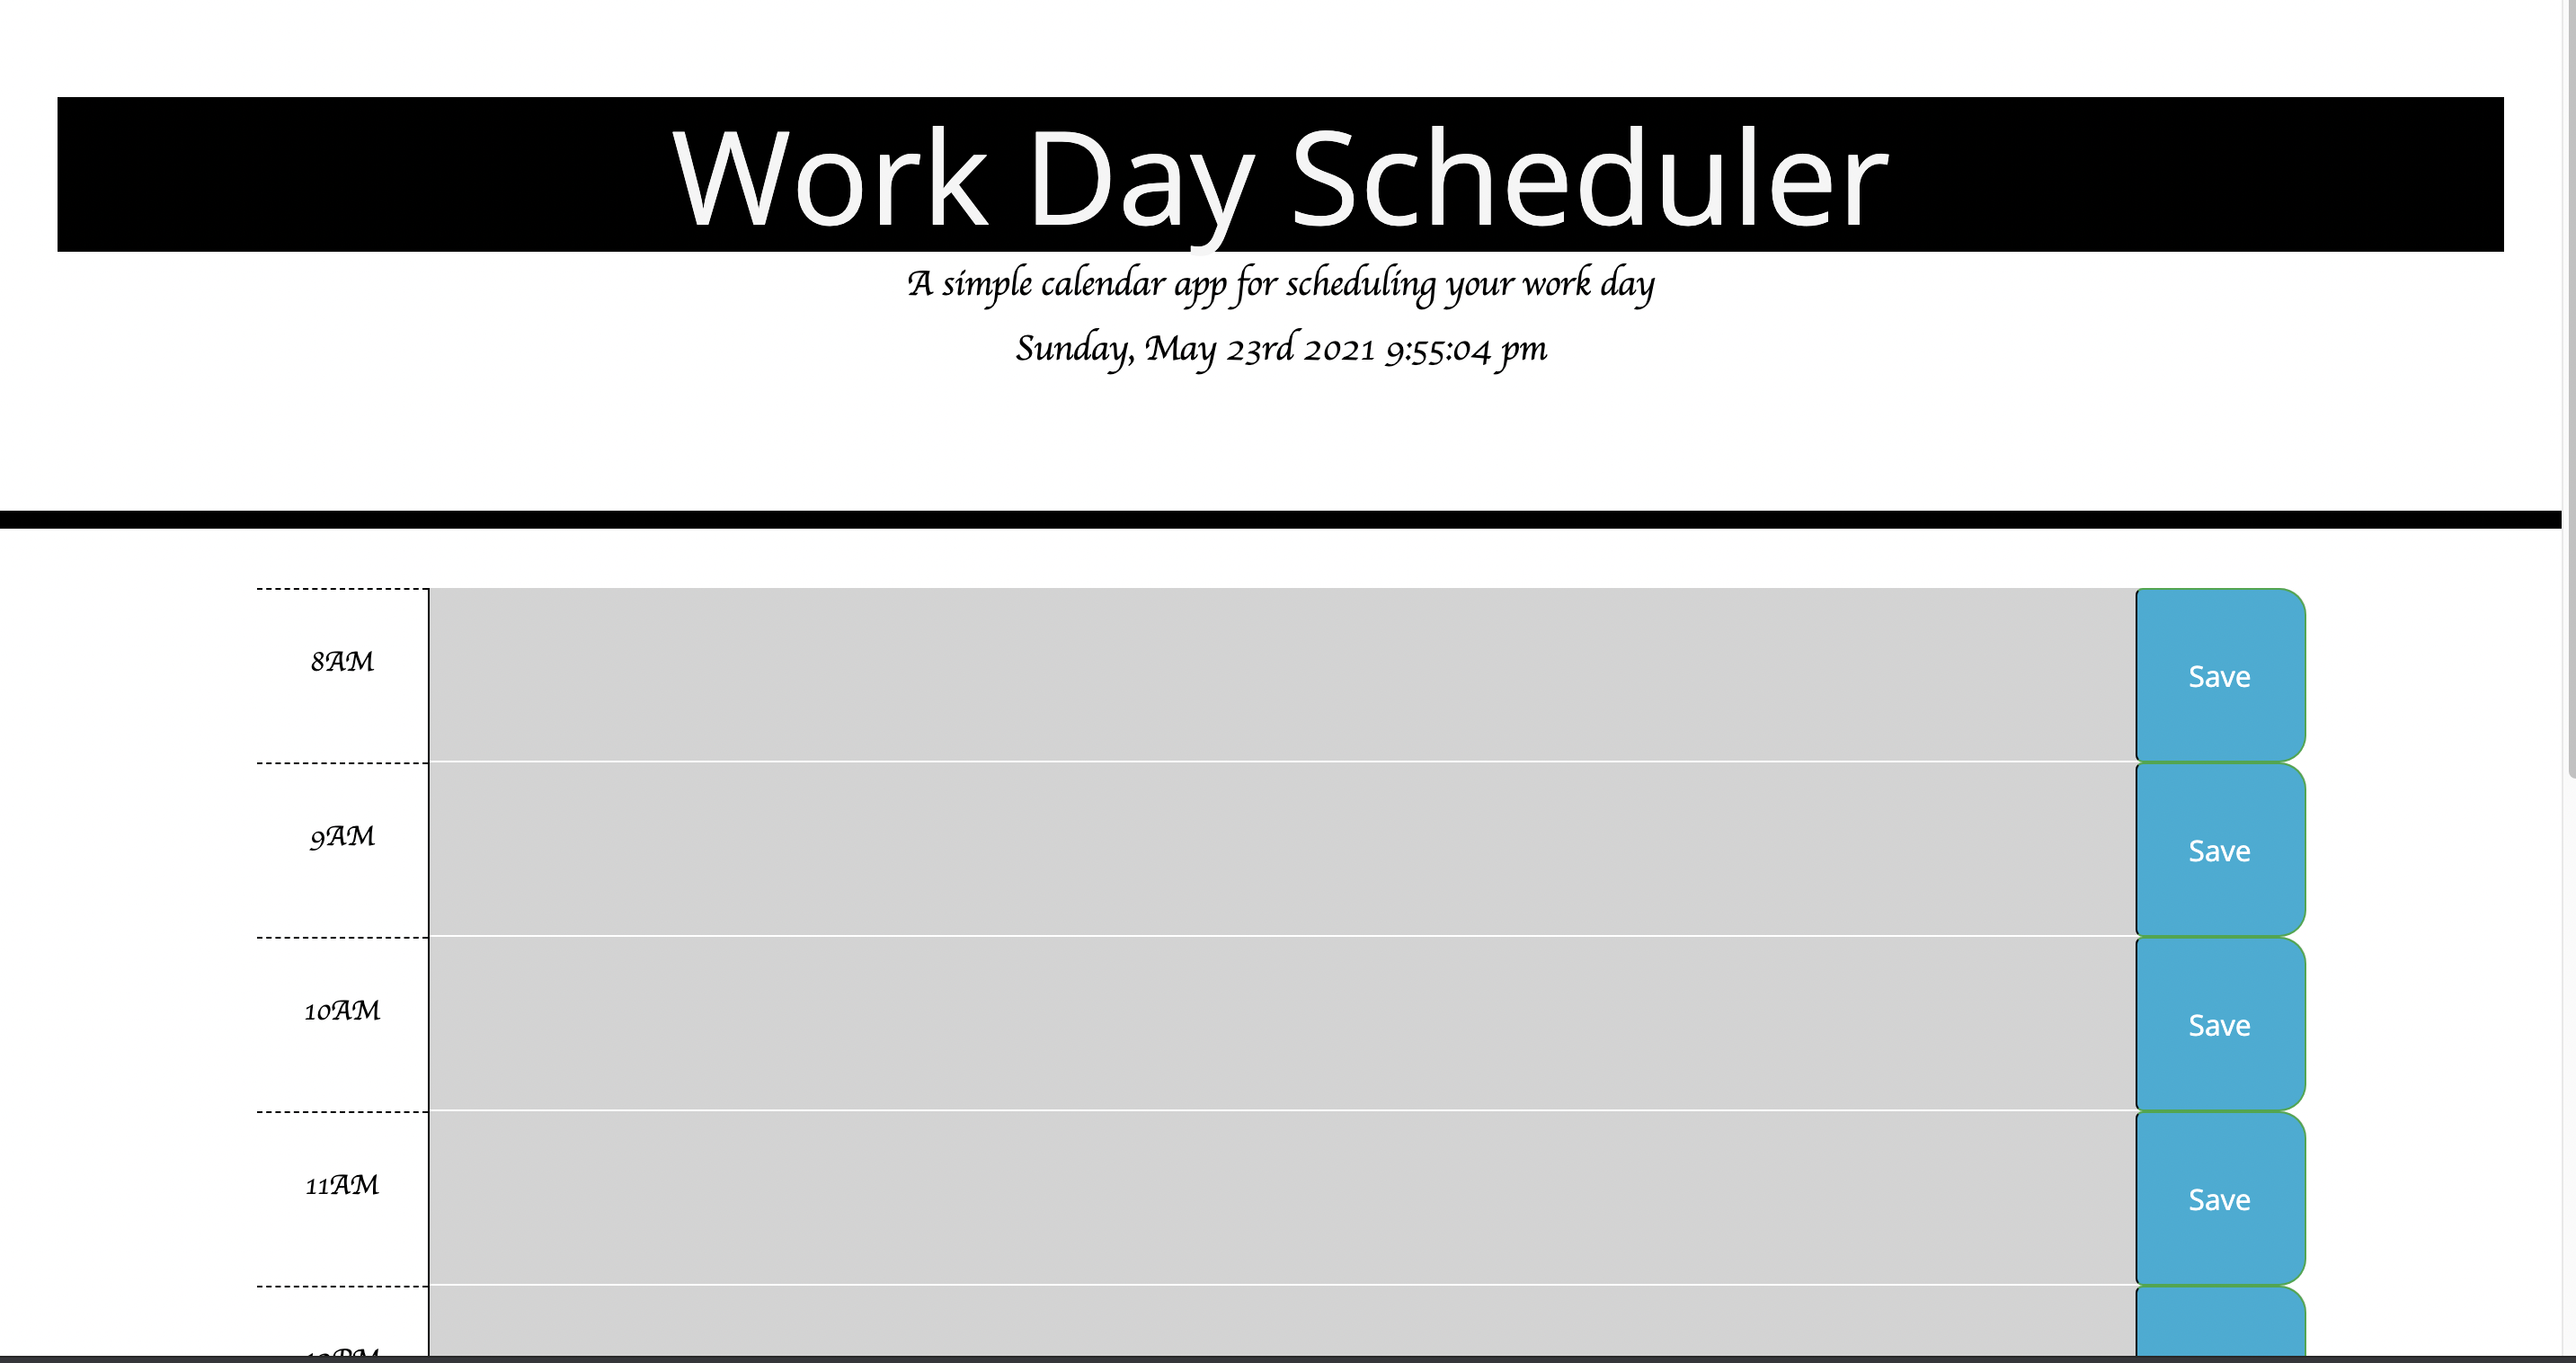 Work Day Scheduler
A simple calendar app for scheduling your work day
Sunday, May 23rd 2021 9:55:04 pm
8AM
Save
9AM
Save
10AM
Save
11AM
Save